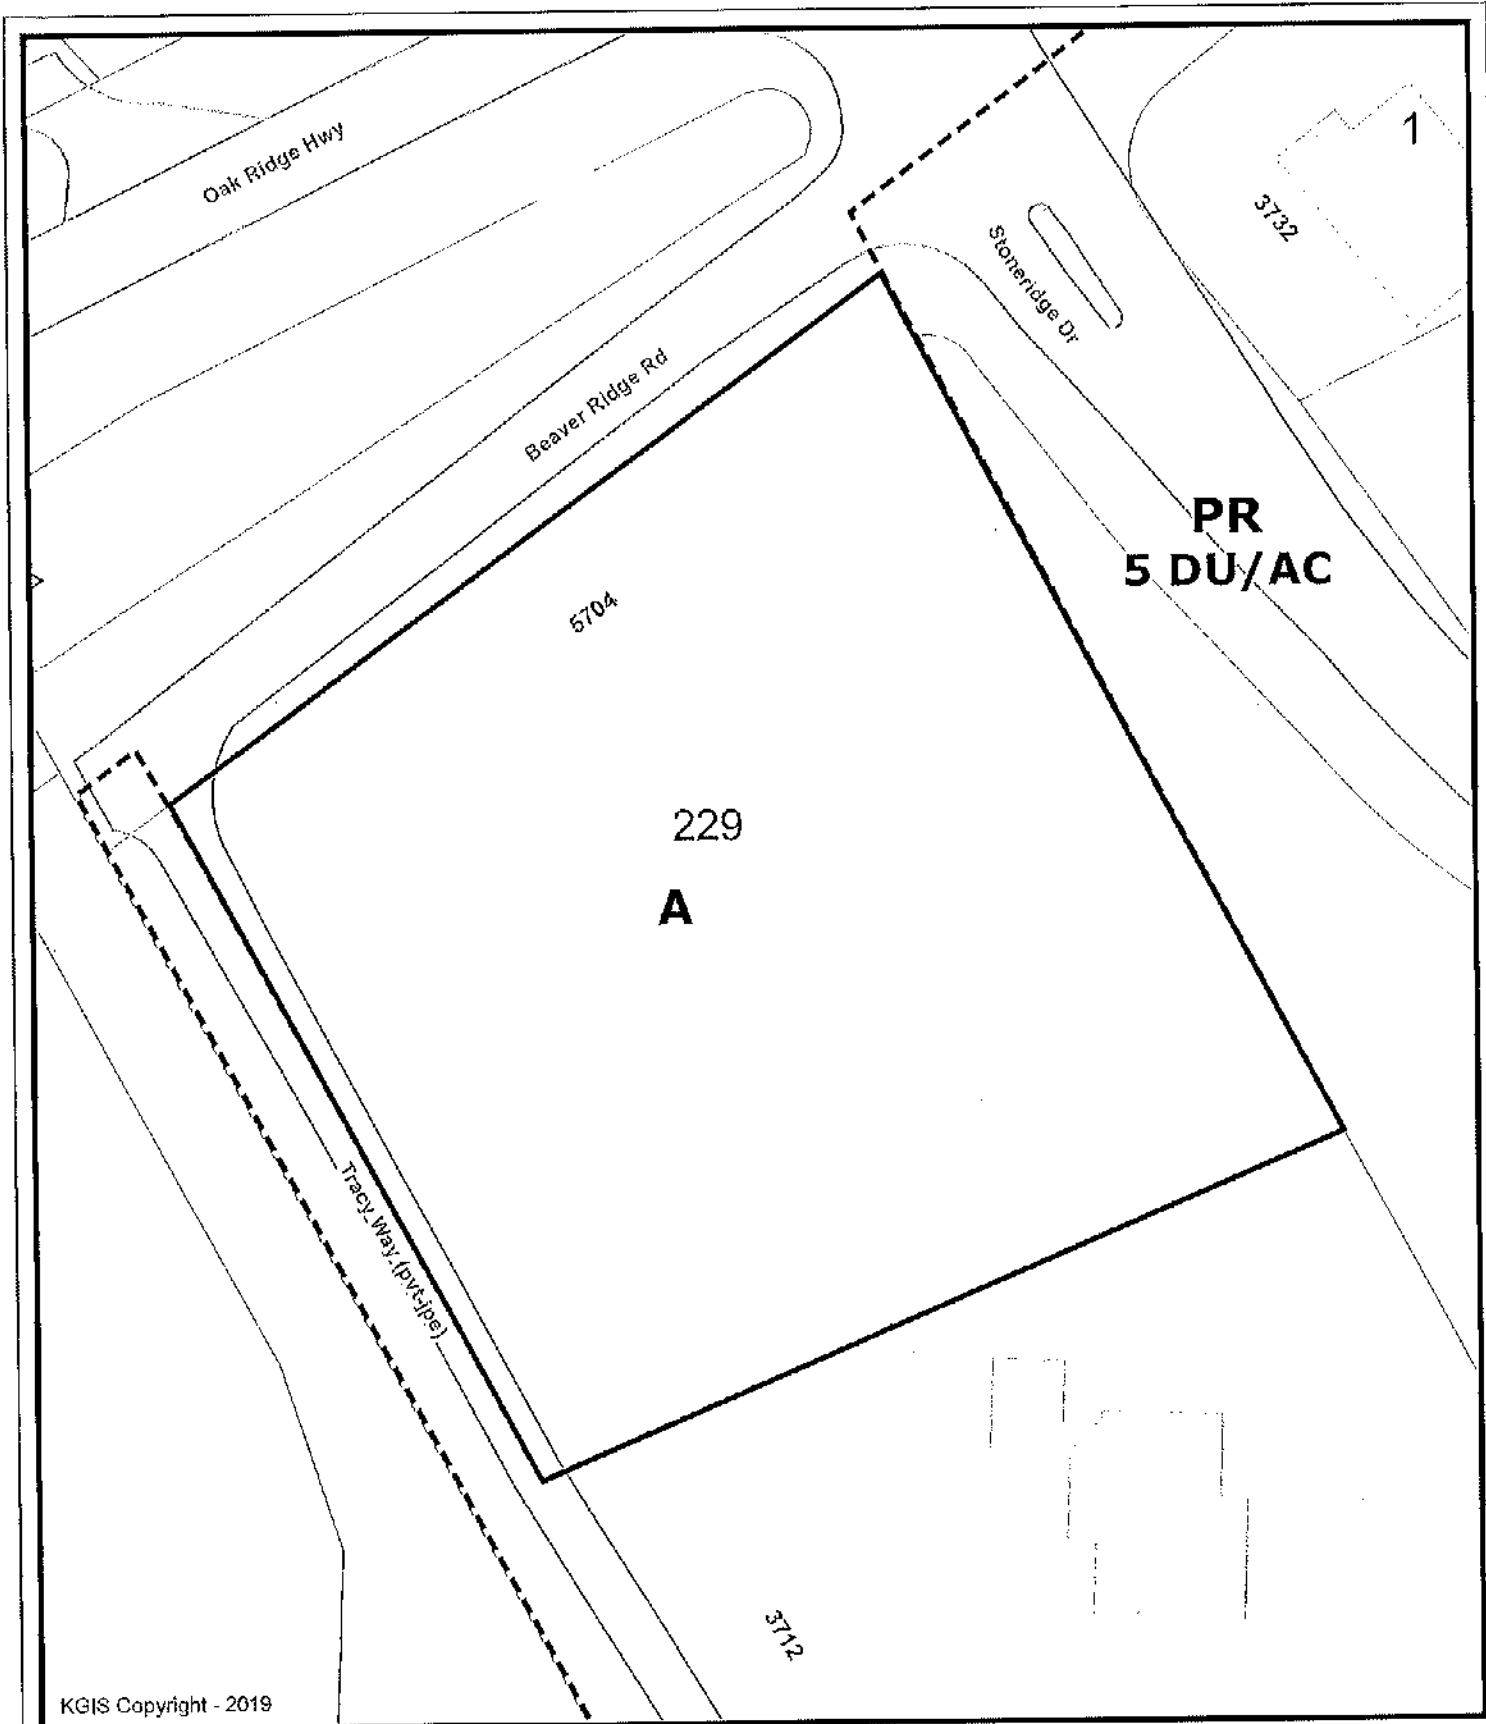 1
Oak Ridge Hwy
3732
Stoneridge Dr
Beaver Ridge Rd
PR
5 DU/AC
5704
229
A
Tracy Way (pvt-jpe)
3712
KGIS Copyright - 2019